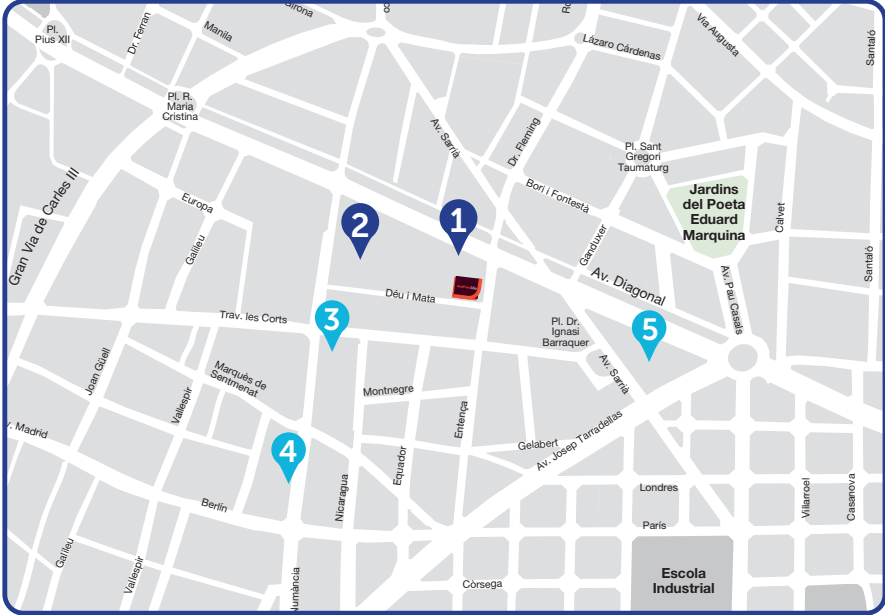 Pl.
Pius XII
Dr. Ferran
Manila
Girona
Lázaro Cárdenas
Via Augusta
Santaló
Pl. R.
Maria
Cristina
Av. Sarrià
Dr. Fleming
Pl. Sant
Gregori
Taumaturg
Gran Via de Carles III
Europa
Galileu
2
1
Bori i Fontestà
Ganduxer
Jardins
del Poeta
Eduard
Marquina
Calvet
Santaló
Av. Diagonal
Av. Pau Casals
Déu i Mata
Trav. les Corts
3
Pl. Dr.
Ignasi
Barraquer
5
Joan Güell
Vallespir
Marquès de
Sentmenat
Montnegre
Av. Sarrià
Entença
Equador
Gelabert
Av. Josep Tarradellas
Madrid
4
Berlín
Nicaragua
Londres
París
Villarroel
Casanova
Galileu
Vallespir
Numància
Còrsega
Escola
Industrial